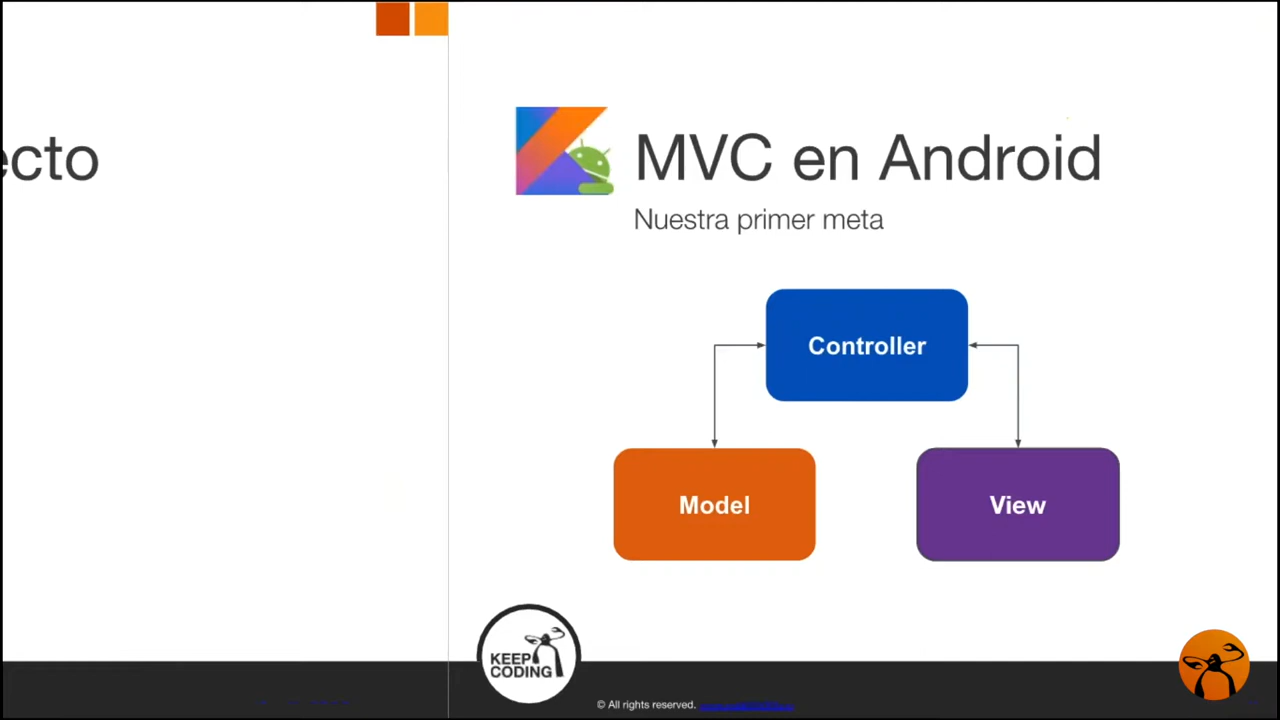 ecto
MVC en Android
Nuestra primer meta
Controller
Model
View
KEEP
CODING
© All rights reserved.